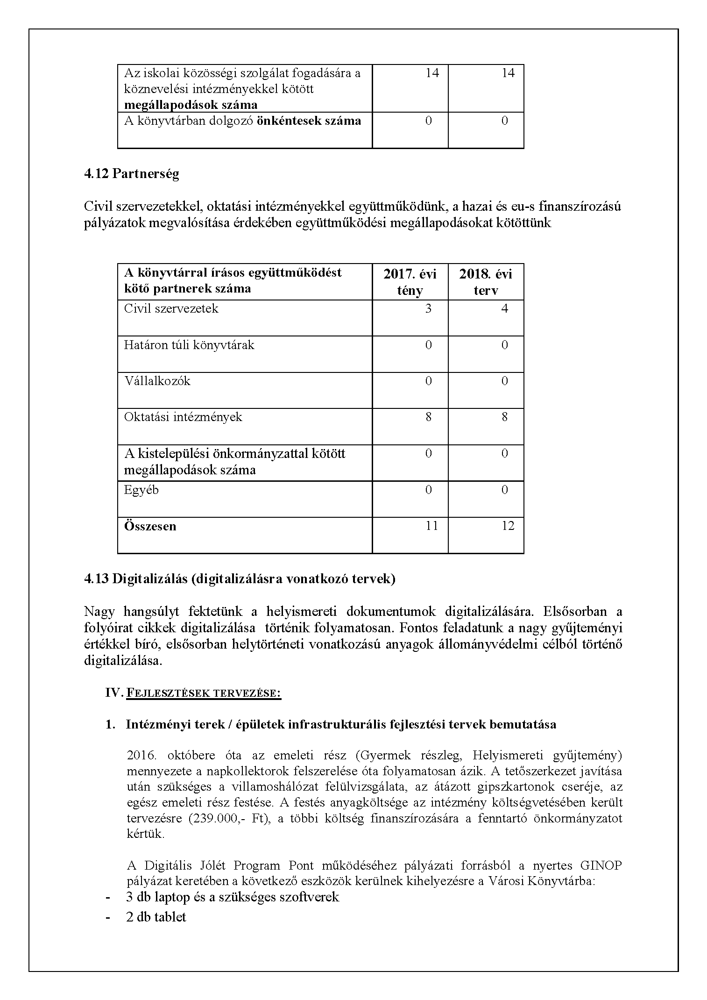 Az iskolai közösségi szolgálat fogadására a 14 14
köznevelési intézményekkel kötött
megállapodások száma
A könyvtárban dolgozó önkéntesek száma 0 0
4.12 Partnerség
Civil szervezetekkel, oktatási intézményekkel együttműködünk, a hazai és eu-s finanszírozású
pályázatok megvalósítása érdekében együttműködési megállapodásokat kötöttünk
A könyvtárral írásos együttműködést 2017. évi 2018. évi
kötő partnerek száma tény terv
Civil szervezetek 3 4
Határon túli könyvtárak 0 0
Vállalkozók 0 0
Oktatási intézmények 8 8
A kistelepülési önkormányzattal kötött 0 0
megállapodások száma
Egyéb 0 0
Összesen 11 12
4.13 Digitalizálás (digitalizálásra vonatkozó tervek)
Nagy hangsúlyt fektetünk a helyismereti dokumentumok digitalizálására. Elsősorban a
folyóirat cikkek digitalizálása történik folyamatosan. Fontos feladatunk a nagy gyűjteményi
értékkel bíró, elsősorban helytörténeti vonatkozású anyagok állományvédelmi célból történő
digitalizálása.
IV. FEJLESZTÉSEK TERVEZÉSE:
1. Intézményi terek / épületek infrastrukturális fejlesztési tervek bemutatása
2016. októbere óta az emeleti rész (Gyermek részleg, Helyismereti gyűjtemény)
mennyezete a napkollektorok felszerelése óta folyamatosan ázik. A tetőszerkezet javítása
után szükséges a villamoshálózat felülvizsgálata, az átázott gipszkartonok cseréje, az
egész emeleti rész festése. A festés anyagköltsége az intézmény költségvetésében került
tervezésre (239.000,- Ft), a többi költség finanszírozására a fenntartó önkormányzatot
kértük.
A Digitális Jólét Program Pont működéséhez pályázati forrásból a nyertes GINOP
pályázat keretében a következő eszközök kerülnek kihelyezésre a Városi Könyvtárba:
- 3 db laptop és a szükséges szoftverek
- 2 db tablet